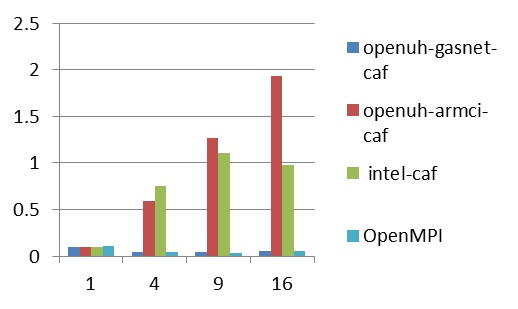 2.5
2
1.5
1
0.5
0
1 4 9 16
openuh-gasnet-
caf
openuh-armci-
caf
intel-caf
OpenMPI